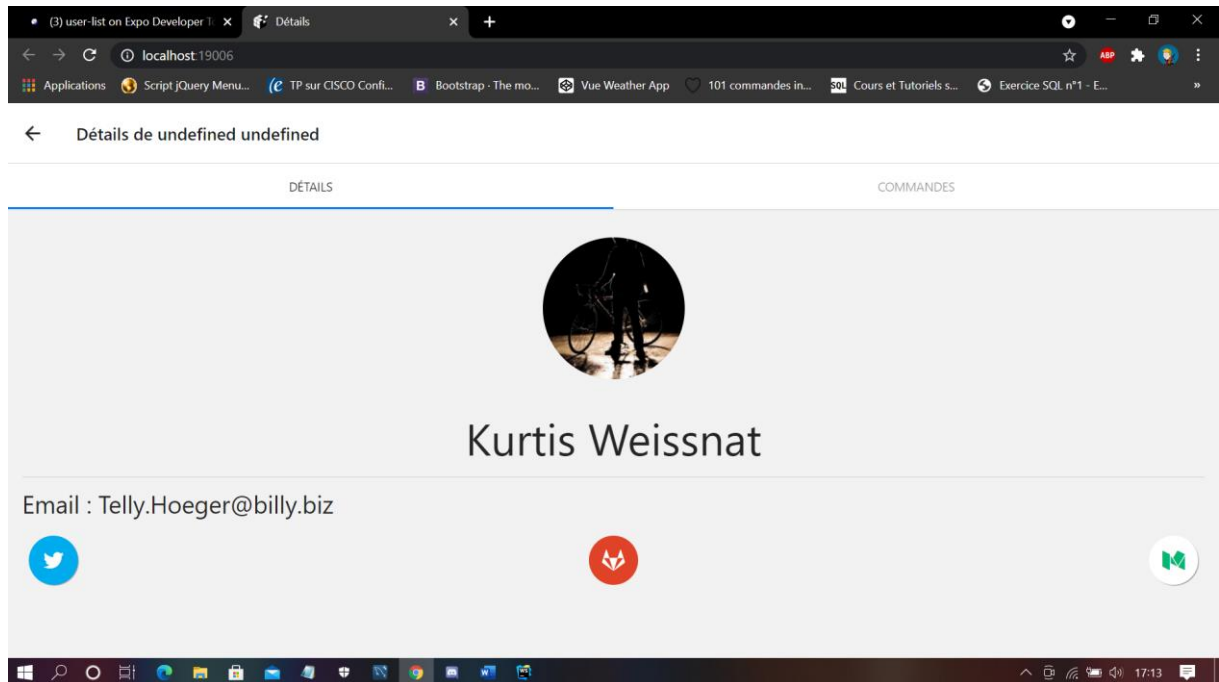 (3) user-list on Expo Developer T
Détails
localhost:19006
ABP
Applications
Script jQuery Menu...
TP sur CISCO Confi...
B Bootstrap · The mo...
Vue Weather App
101 commandes in...
SQL Cours et Tutoriels s...
Exercice SQL n°1 - E...
»
Détails de undefined undefined
DÉTAILS
COMMANDES
Kurtis Weissnat
Email : Telly.Hoeger@billy.biz
17:13